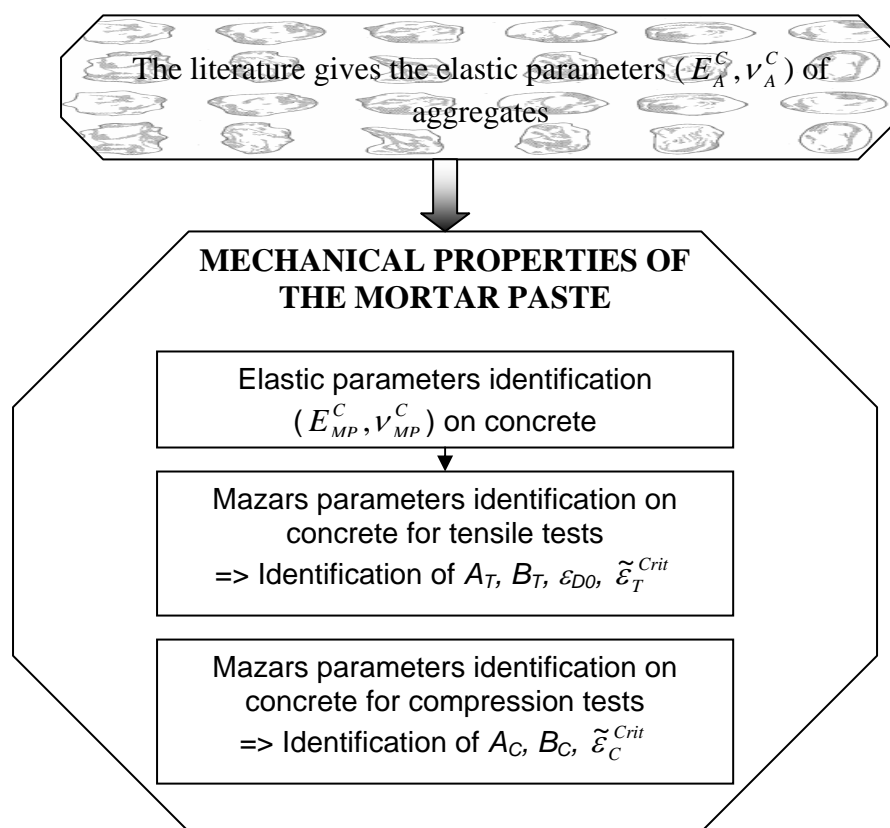 The literature gives the elastic parameters (E_A^C, ν_A^C) of
aggregates
MECHANICAL PROPERTIES OF
THE MORTAR PASTE
Elastic parameters identification
(E_MP^C, ν_MP^C) on concrete
Mazars parameters identification on
concrete for tensile tests
=> Identification of A_T, B_T, ε_D0, ε̃_T^Crit
Mazars parameters identification on
concrete for compression tests
=> Identification of A_C, B_C, ε̃_C^Crit